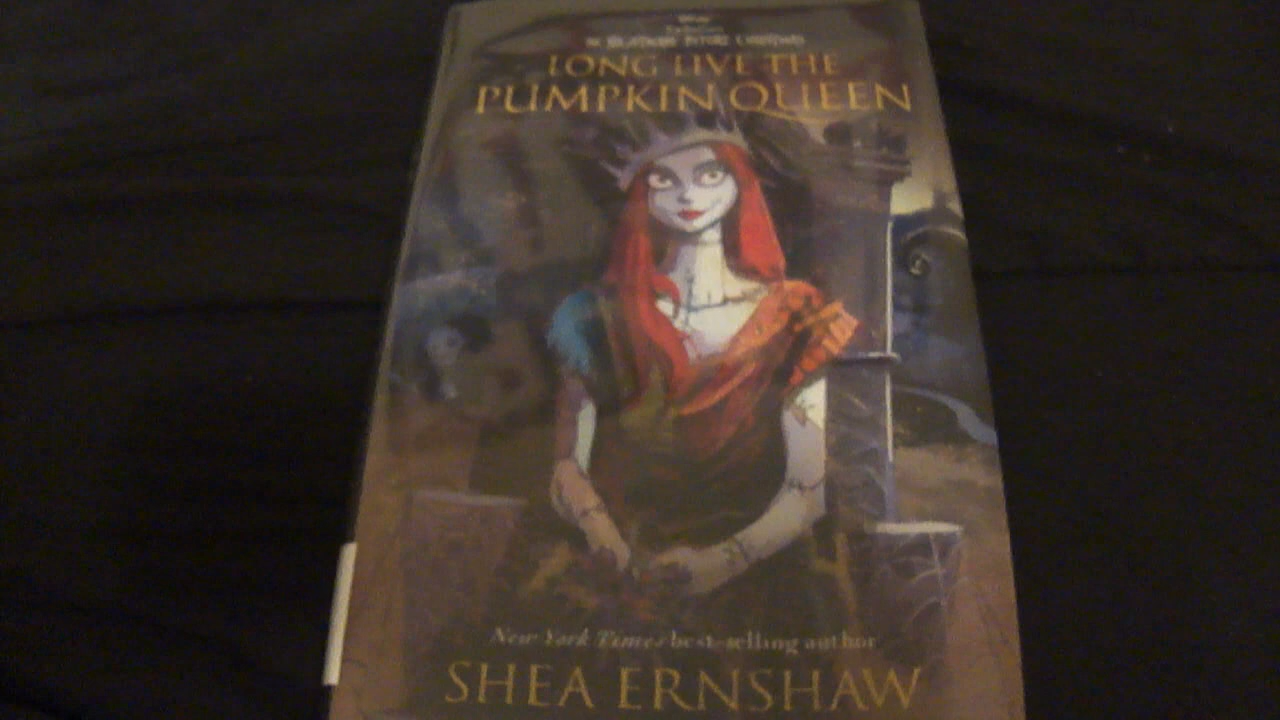 LONG LIVE THE
PUMPKIN QUEEN
New York Times best-selling author
SHEA ERNSHAW